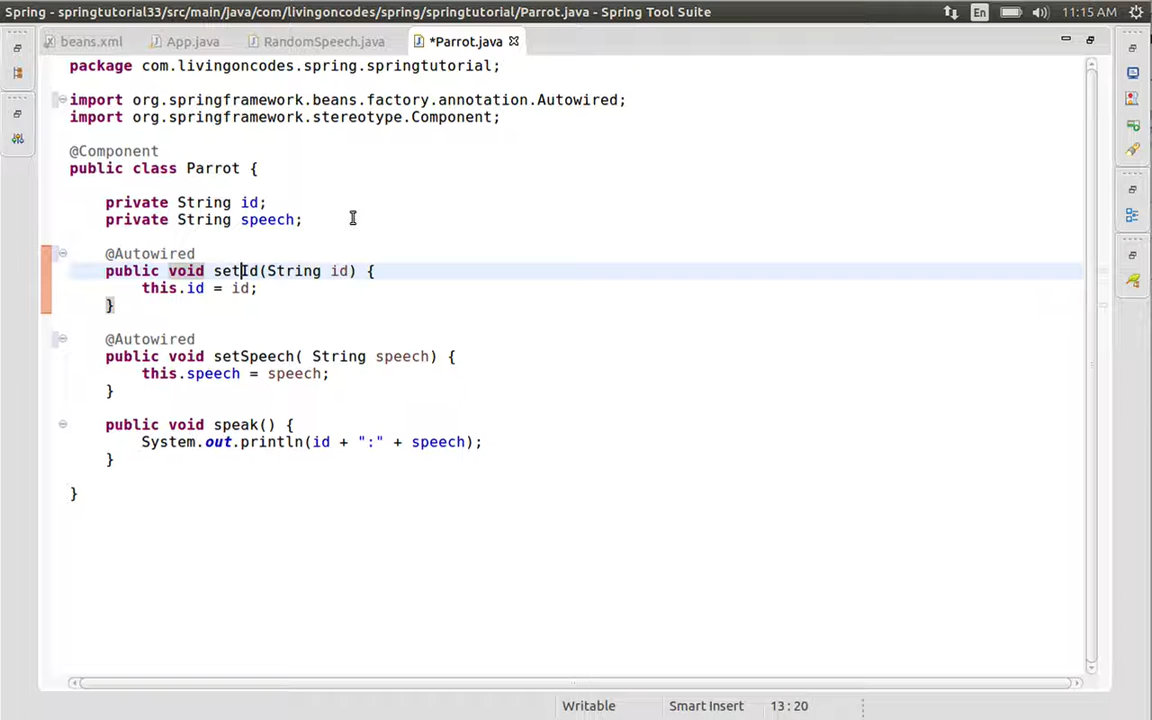 Spring - springtutorial33/src/main/java/com/livingoncodes/spring/springtutorial/Parrot.java - Spring Tool Suite
En
11:15 AM
beans.xml
App.java
RandomSpeech.java
*Parrot.java
package com.livingoncodes.spring.springtutorial;
import org.springframework.beans.factory.annotation.Autowired;
import org.springframework.stereotype.Component;
@Component
public class Parrot {
private String id;
private String speech;
@Autowired
public void setId(String id) {
this.id = id;
}
@Autowired
public void setSpeech( String speech) {
this.speech = speech;
}
public void speak() {
System.out.println(id + ":" + speech);
}
}
Writable
Smart Insert
13:20